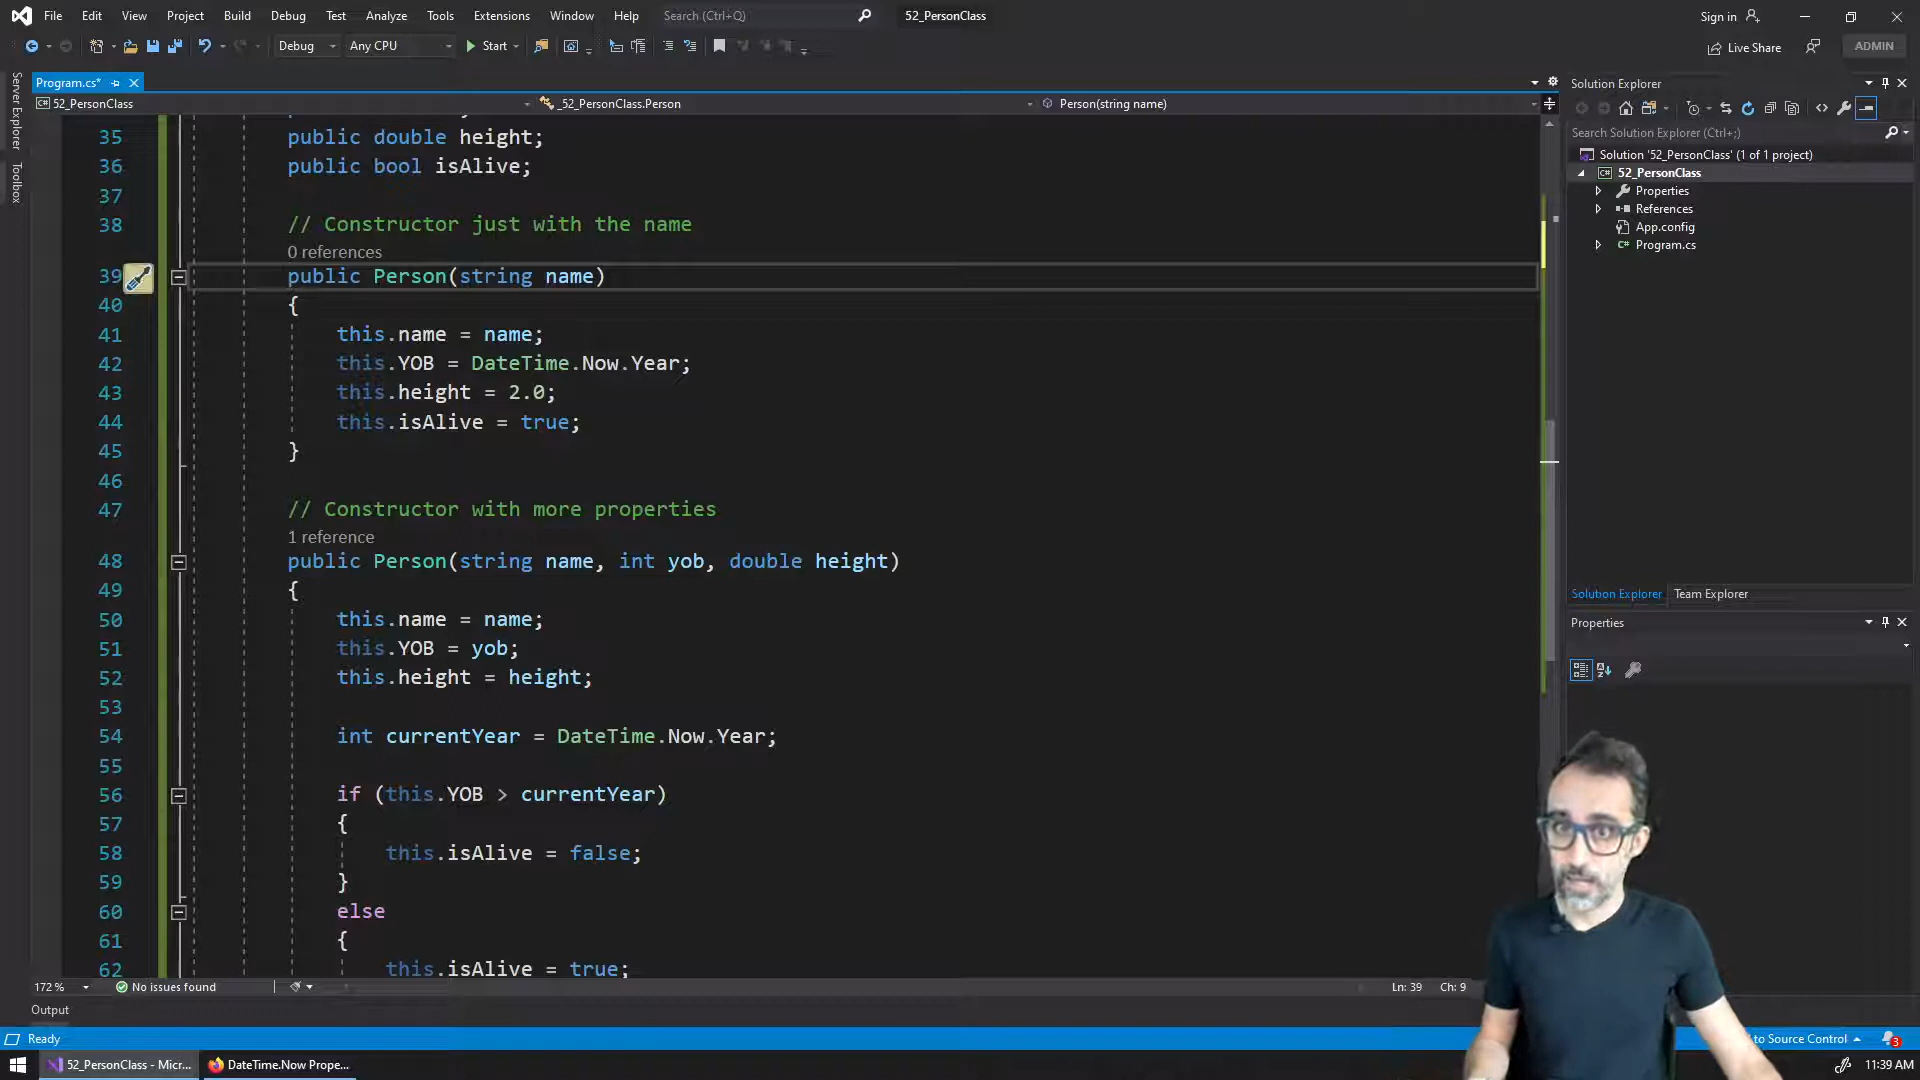 File Edit View Project Build Debug Test Analyze Tools Extensions Window Help Search (Ctrl+Q) 52_PersonClass Sign in
Debug Any CPU Start Live Share ADMIN
Server Explorer
Toolbox
Program.cs*
52_PersonClass _52_PersonClass.Person Person(string name)
35 public double height;
36 public bool isAlive;
37
38 // Constructor just with the name
0 references
39 public Person(string name)
40 {
41 this.name = name;
42 this.YOB = DateTime.Now.Year;
43 this.height = 2.0;
44 this.isAlive = true;
45 }
46
47 // Constructor with more properties
1 reference
48 public Person(string name, int yob, double height)
49 {
50 this.name = name;
51 this.YOB = yob;
52 this.height = height;
53
54 int currentYear = DateTime.Now.Year;
55
56 if (this.YOB > currentYear)
57 {
58 this.isAlive = false;
59 }
60 else
61 {
62 this.isAlive = true;
172 % No issues found Ln: 39 Ch: 9
Output
Solution Explorer
Search Solution Explorer (Ctrl+;)
Solution '52_PersonClass' (1 of 1 project)
C# 52_PersonClass
Properties
References
App.config
C# Program.cs
Solution Explorer Team Explorer
Properties
Ready to Source Control 3
52_PersonClass - Micr... DateTime.Now Prope... 11:39 AM